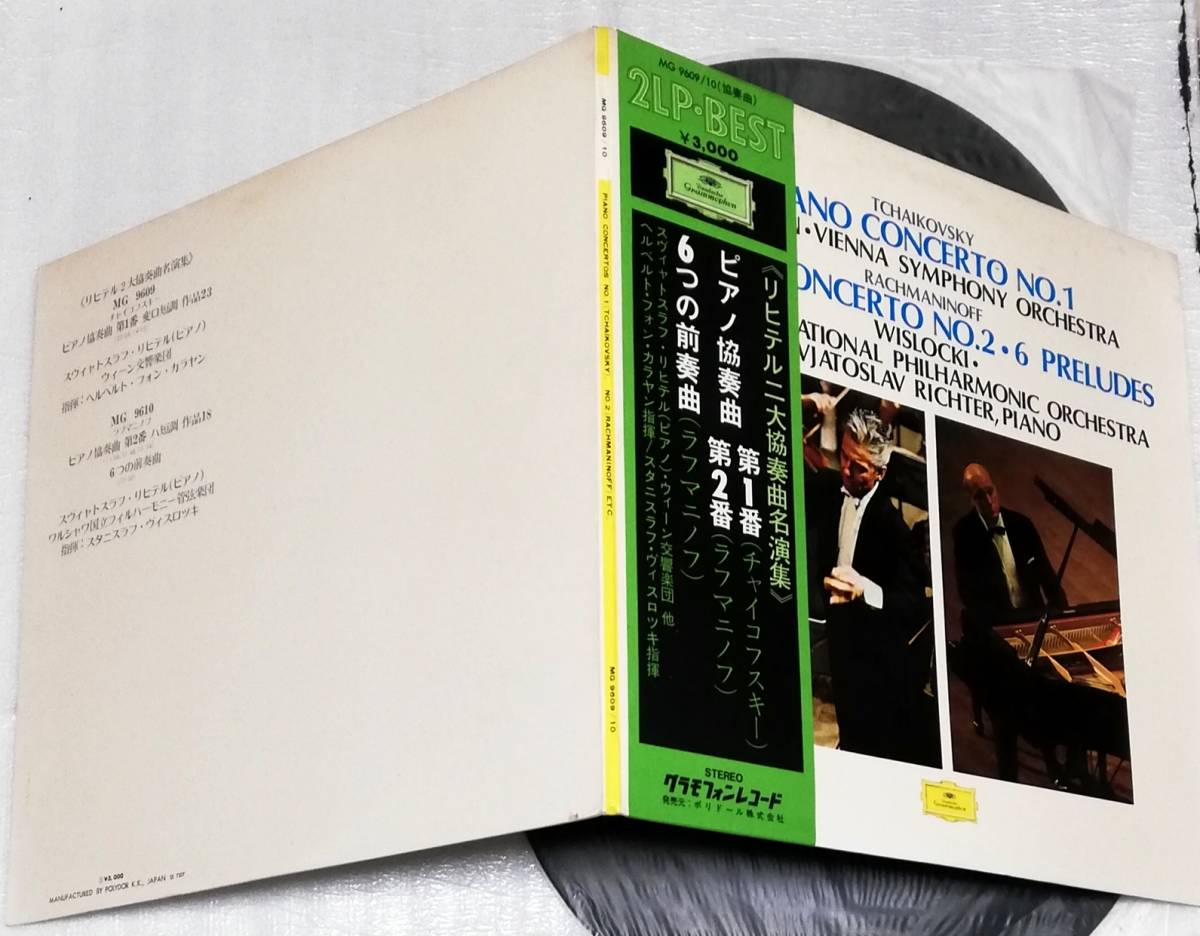 《リヒテル2大協奏曲名演集》
MG 9609
チャイコフスキー
ピアノ協奏曲 第1番 変ロ短調 作品23
スヴィヤトスラフ・リヒテル(ピアノ)
ウィーン交響楽団
指揮:ヘルベルト・フォン・カラヤン
MG 9610
ラフマニノフ
ピアノ協奏曲 第2番 ハ短調 作品18
6つの前奏曲
スヴィヤトスラフ・リヒテル(ピアノ)
ワルシャワ国立フィルハーモニー管弦楽団
指揮:スタニスラフ・ヴィスロツキ
¥3,000
MANUFACTURED BY POLYDOR K.K., JAPAN
MG 9609/10
PIANO CONCERTOS NO.1 (TCHAIKOVSKY) NO.2 (RACHMANINOFF) ETC.
MG 9609/10
MG 9609/10(協奏曲)
2LP・BEST
¥3,000
Deutsche
Grammophon
《リヒテル二大協奏曲名演集》
ピアノ協奏曲 第1番(チャイコフスキー)
第2番(ラフマニノフ)
6つの前奏曲(ラフマニノフ)
スヴィヤトスラフ・リヒテル(ピアノ)・ウィーン交響楽団 他
ヘルベルト・フォン・カラヤン指揮/スタニスラフ・ヴィスロツキ指揮
STEREO
グラモフォンレコード
発売元:ポリドール株式会社
TCHAIKOVSKY
ANO CONCERTO NO.1
N・VIENNA SYMPHONY ORCHESTRA
RACHMANINOFF
ONCERTO NO.2・6 PRELUDES
WISLOCKI・
ATIONAL PHILHARMONIC ORCHESTRA
VJATOSLAV RICHTER, PIANO